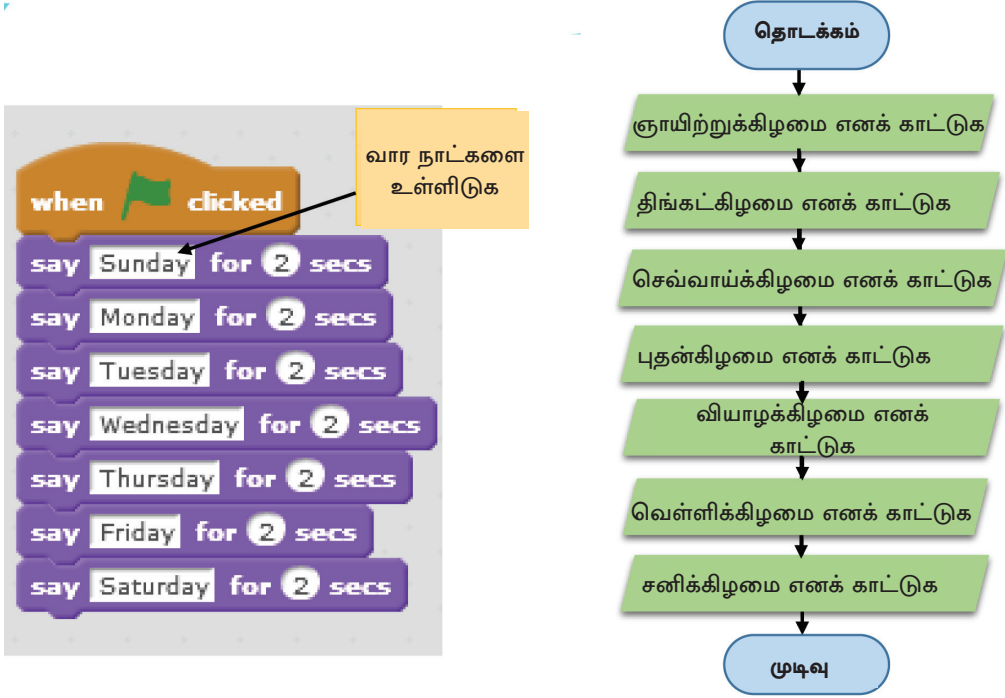 வார நாட்களை
உள்ளிடுக
when clicked
say Sunday for 2 secs
say Monday for 2 secs
say Tuesday for 2 secs
say Wednesday for 2 secs
say Thursday for 2 secs
say Friday for 2 secs
say Saturday for 2 secs
தொடக்கம்
ஞாயிற்றுக்கிழமை எனக் காட்டுக
திங்கட்கிழமை எனக் காட்டுக
செவ்வாய்க்கிழமை எனக் காட்டுக
புதன்கிழமை எனக் காட்டுக
வியாழக்கிழமை எனக்
காட்டுக
வெள்ளிக்கிழமை எனக் காட்டுக
சனிக்கிழமை எனக் காட்டுக
முடிவு